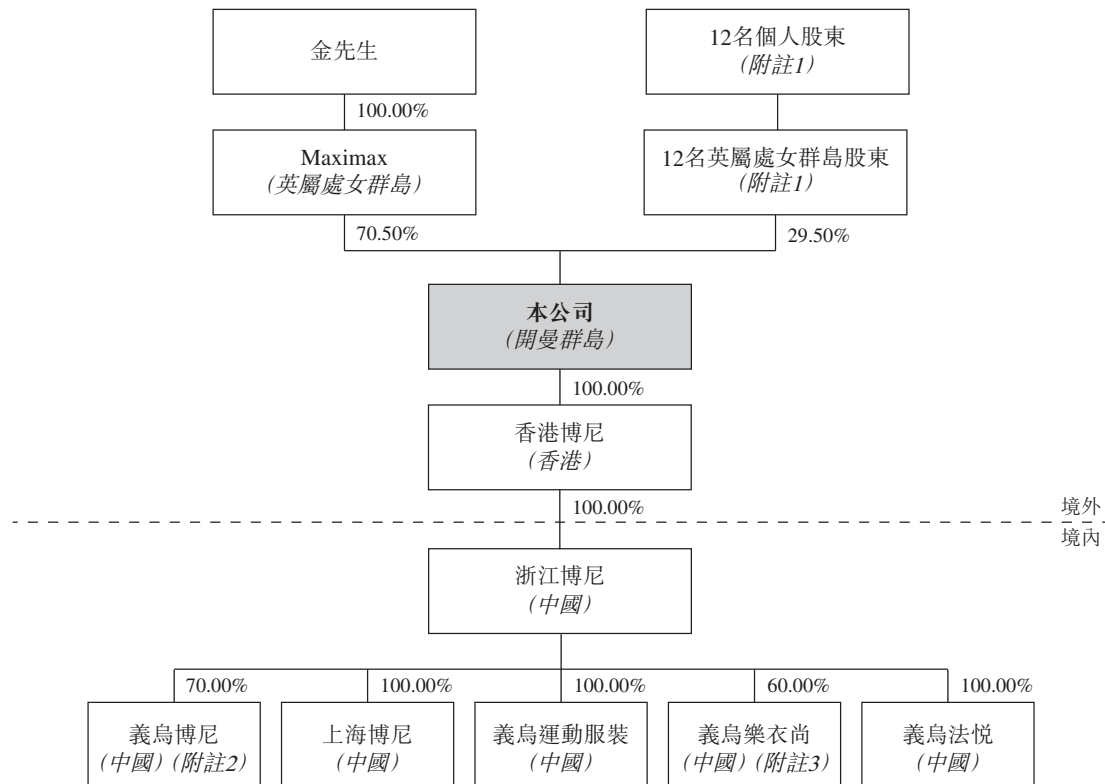 金先生
12名個人股東
(附註1)
100.00%
Maximax
(英屬處女群島)
12名英屬處女群島股東
(附註1)
70.50%
29.50%
本公司
(開曼群島)
100.00%
香港博尼
(香港)
100.00%
境外
境內
浙江博尼
(中國)
70.00%
100.00%
100.00%
60.00%
100.00%
義烏博尼
(中國) (附註2)
上海博尼
(中國)
義烏運動服裝
(中國)
義烏樂衣尚
(中國) (附註3)
義烏法悦
(中國)